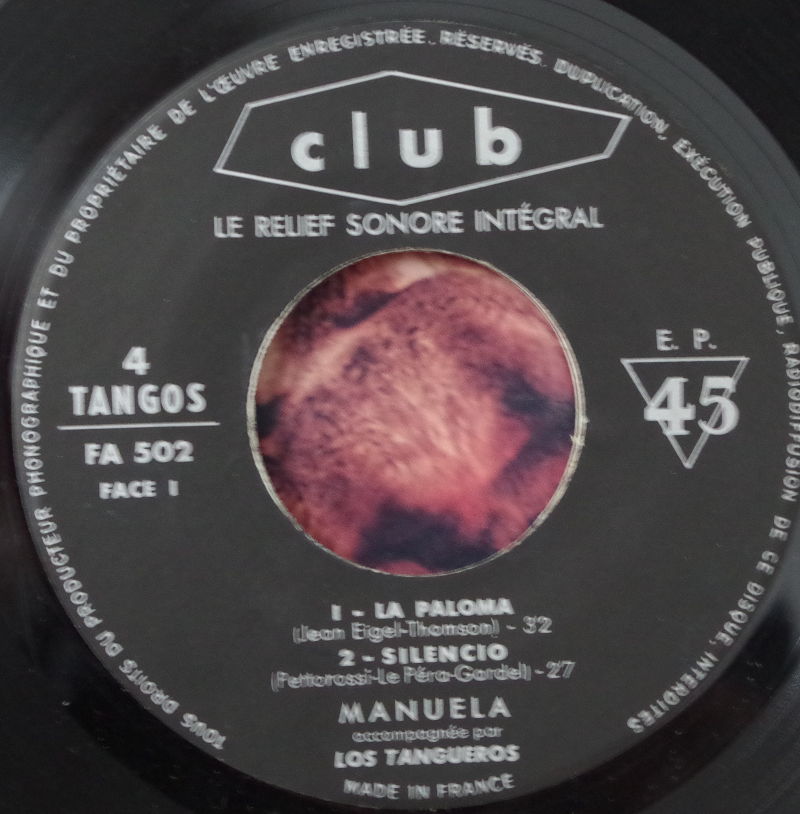 TOUS DROITS DU PRODUCTEUR PHONOGRAPHIQUE ET DU PROPRIÉTAIRE DE L'ŒUVRE ENREGISTRÉE RÉSERVÉS. DUPLICATION, EXÉCUTION PUBLIQUE, RADIODIFFUSION DE CE DISQUE, INTERDITES
club
LE RELIEF SONORE INTÉGRAL
4
TANGOS
FA 502
FACE 1
E. P.
45
1 - LA PALOMA
(Jean Eigel-Thomson) - 3'2
2 - SILENCIO
(Pettorossi-Le Péra-Gardel) - 2'7
MANUELA
accompagnée par
LOS TANGUEROS
MADE IN FRANCE